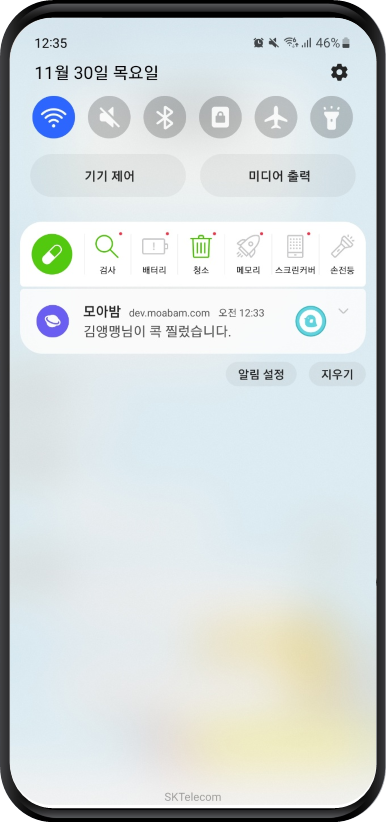 12:35 46%
11월 30일 목요일
기기 제어 미디어 출력
검사 배터리 청소 메모리 스크린커버 손전등
모아밤 dev.moabam.com 오전 12:33
김앵맹님이 콕 찔렀습니다.
알림 설정 지우기
SKTelecom